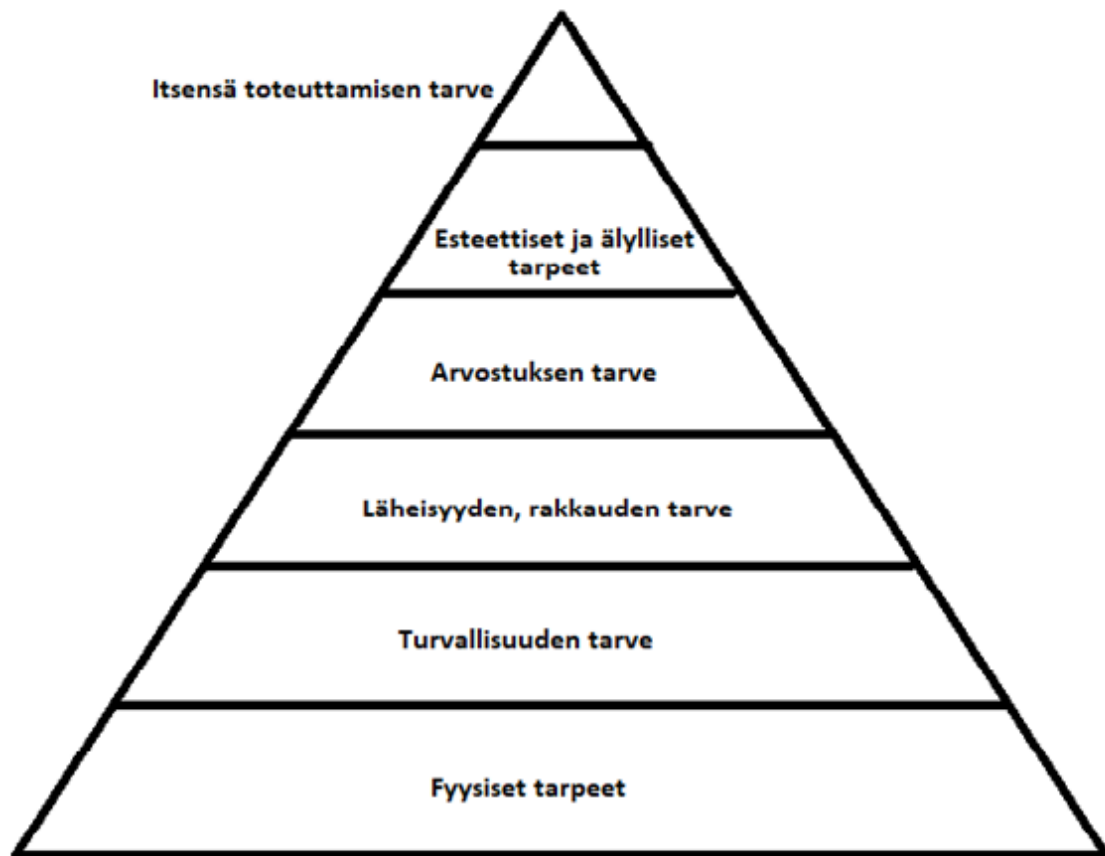 Itsensä toteuttamisen tarve
Esteettiset ja älylliset
tarpeet
Arvostuksen tarve
Läheisyyden, rakkauden tarve
Turvallisuuden tarve
Fyysiset tarpeet